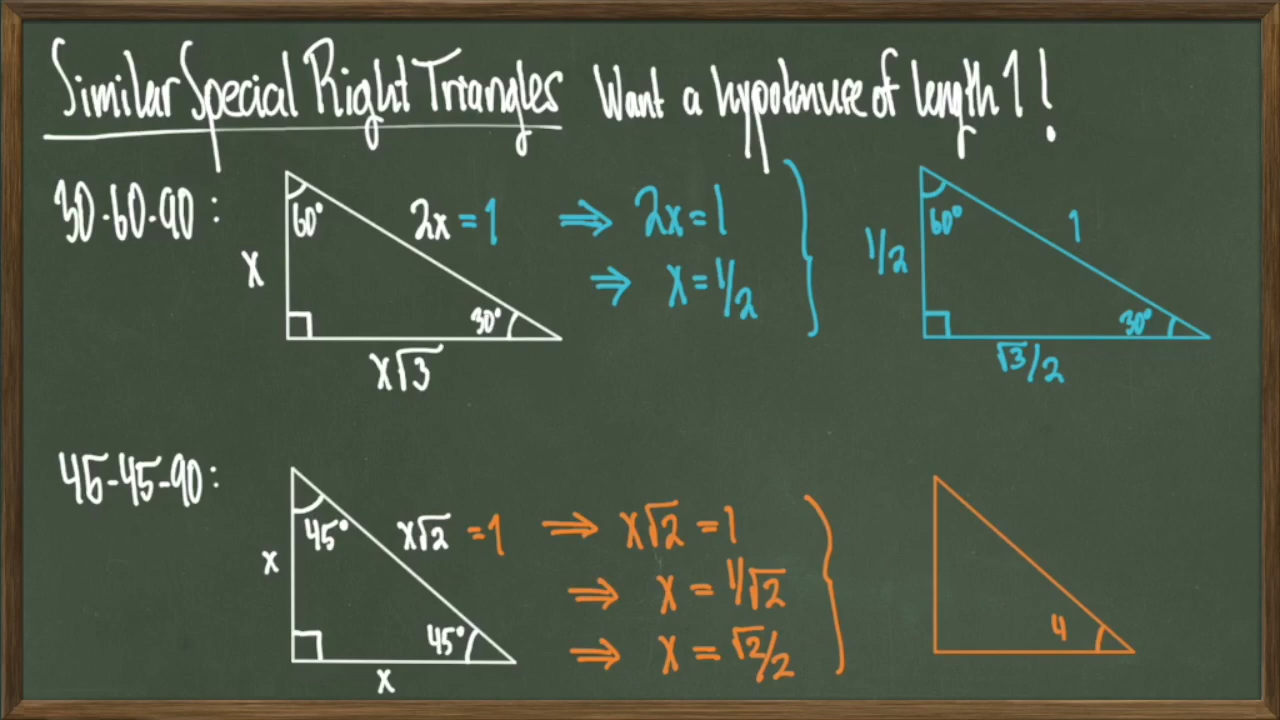 Similar Special Right Triangles Want a hypotenuse of length 1!
30-60-90:
60°
2x = 1
⇒ 2x = 1
x
⇒ x = 1/2
30°
x√3
60°
1
1/2
30°
√3/2
45-45-90:
45°
x√2 = 1
⇒ x√2 = 1
x
⇒ x = 1/√2
45°
⇒ x = √2/2
x
4